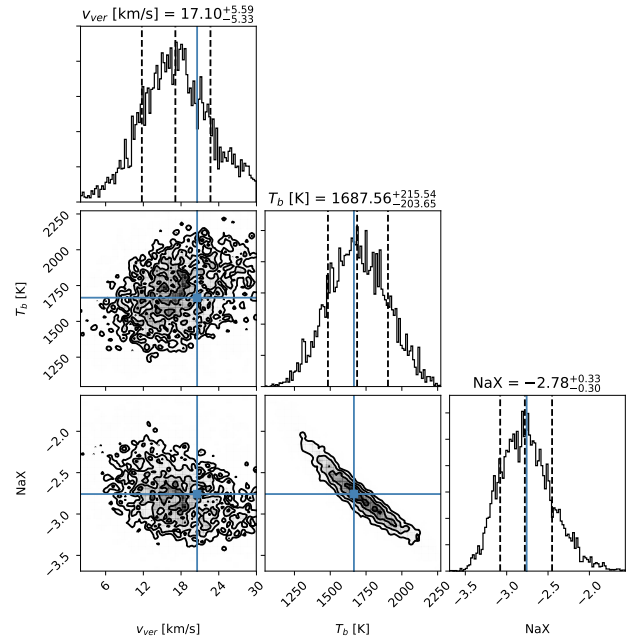 v_ver [km/s] = 17.10+5.59−5.33
T_b [K] = 1687.56+215.54−203.65
T_b [K]
2250
2000
1750
1500
1250
NaX = −2.78+0.33−0.30
NaX
−2.0
−2.5
−3.0
−3.5
6 12 18 24 30
1250 1500 1750 2000 2250
−3.5 −3.0 −2.5 −2.0
v_ver [km/s] T_b [K] NaX